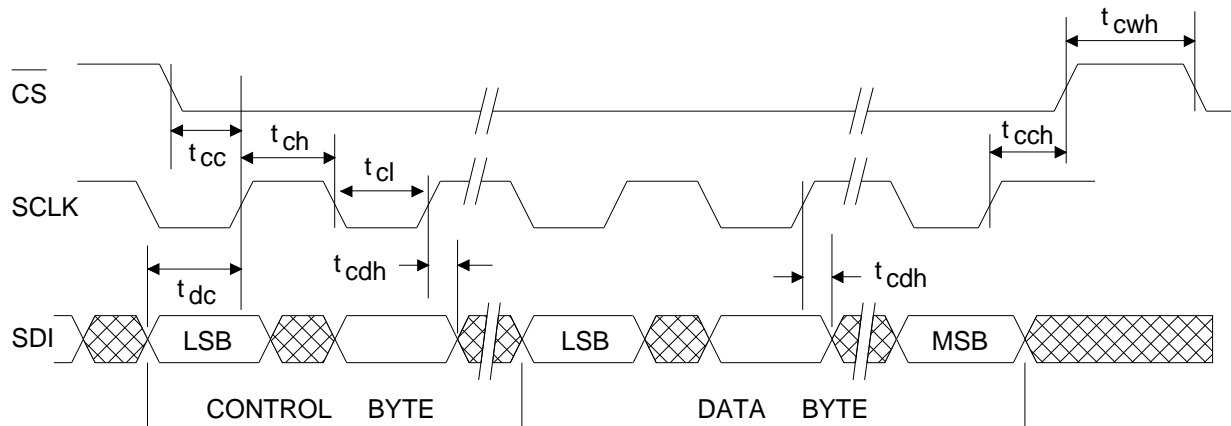 t cwh
CS
t cc
t ch
t cch
t cl
SCLK
t cdh
t cdh
t dc
SDI
LSB
LSB
MSB
CONTROL BYTE
DATA BYTE